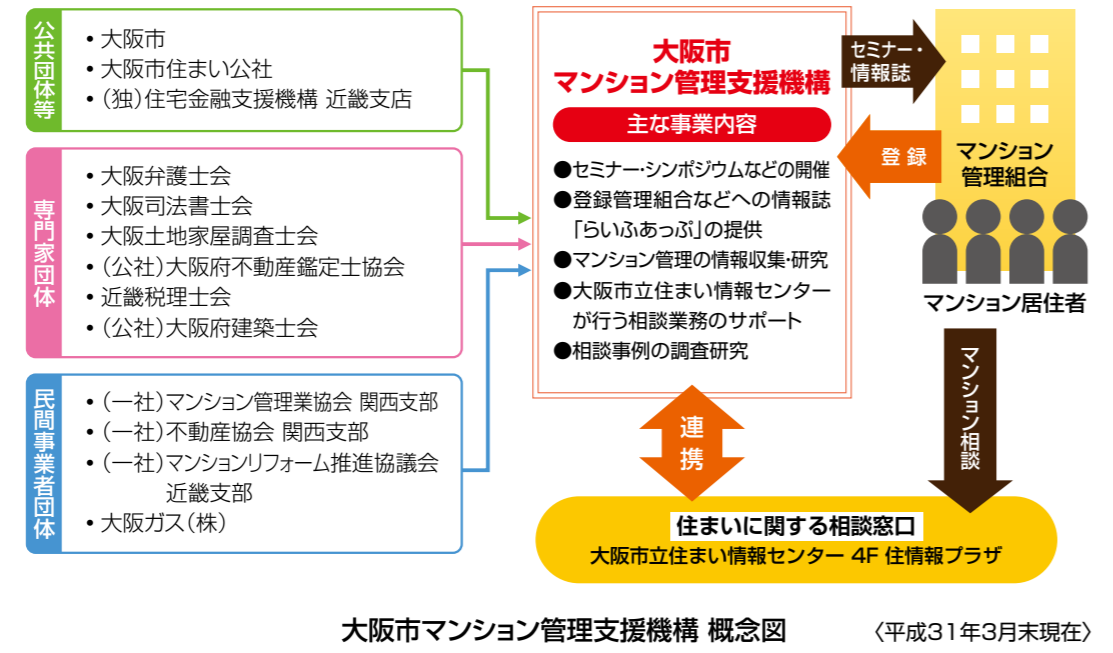 公共団体等
・大阪市
・大阪市住まい公社
・（独）住宅金融支援機構 近畿支店
専門家団体
・大阪弁護士会
・大阪司法書士会
・大阪土地家屋調査士会
・（公社）大阪府不動産鑑定士協会
・近畿税理士会
・（公社）大阪府建築士会
民間事業者団体
・（一社）マンション管理業協会 関西支部
・（一社）不動産協会 関西支部
・（一社）マンションリフォーム推進協議会
近畿支部
・大阪ガス（株）
大阪市
マンション管理支援機構
主な事業内容
●セミナー・シンポジウムなどの開催
●登録管理組合などへの情報誌
「らいふあっぷ」の提供
●マンション管理の情報収集・研究
●大阪市立住まい情報センター
が行う相談業務のサポート
●相談事例の調査研究
セミナー・
情報誌
登録
マンション
管理組合
マンション居住者
マンション相談
連携
住まいに関する相談窓口
大阪市立住まい情報センター 4F 住情報プラザ
大阪市マンション管理支援機構 概念図
〈平成31年3月末現在〉